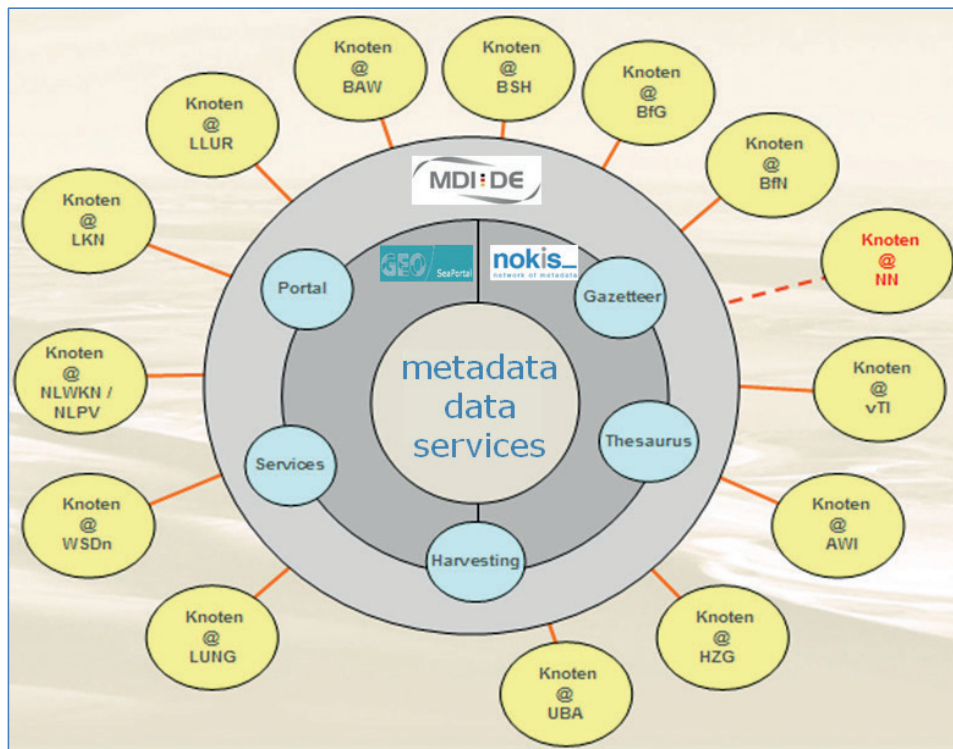 Knoten
@
BAW
Knoten
@
BSH
Knoten
@
BfG
Knoten
@
LLUR
Knoten
@
BfN
MDI:DE
Knoten
@
LKN
GEO/SeaPortal
nokis_
network of metadata
Knoten
@
NN
Portal
Gazetteer
metadata
data
services
Knoten
@
NLWKN /
NLPV
Knoten
@
vTI
Services
Thesaurus
Knoten
@
WSDn
Knoten
@
AWI
Harvesting
Knoten
@
LUNG
Knoten
@
HZG
Knoten
@
UBA